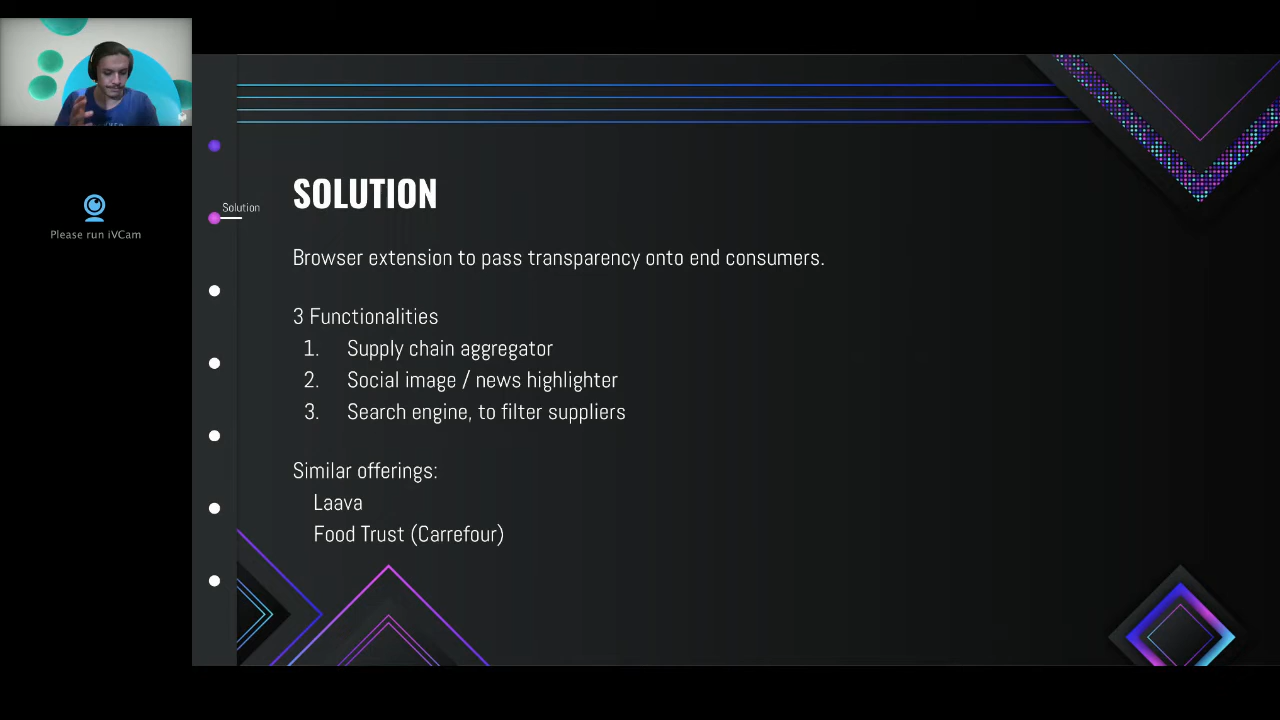 Please run iVCam
Solution
SOLUTION
Browser extension to pass transparency onto end consumers.
3 Functionalities
1. Supply chain aggregator
2. Social image / news highlighter
3. Search engine, to filter suppliers
Similar offerings:
Laava
Food Trust (Carrefour)